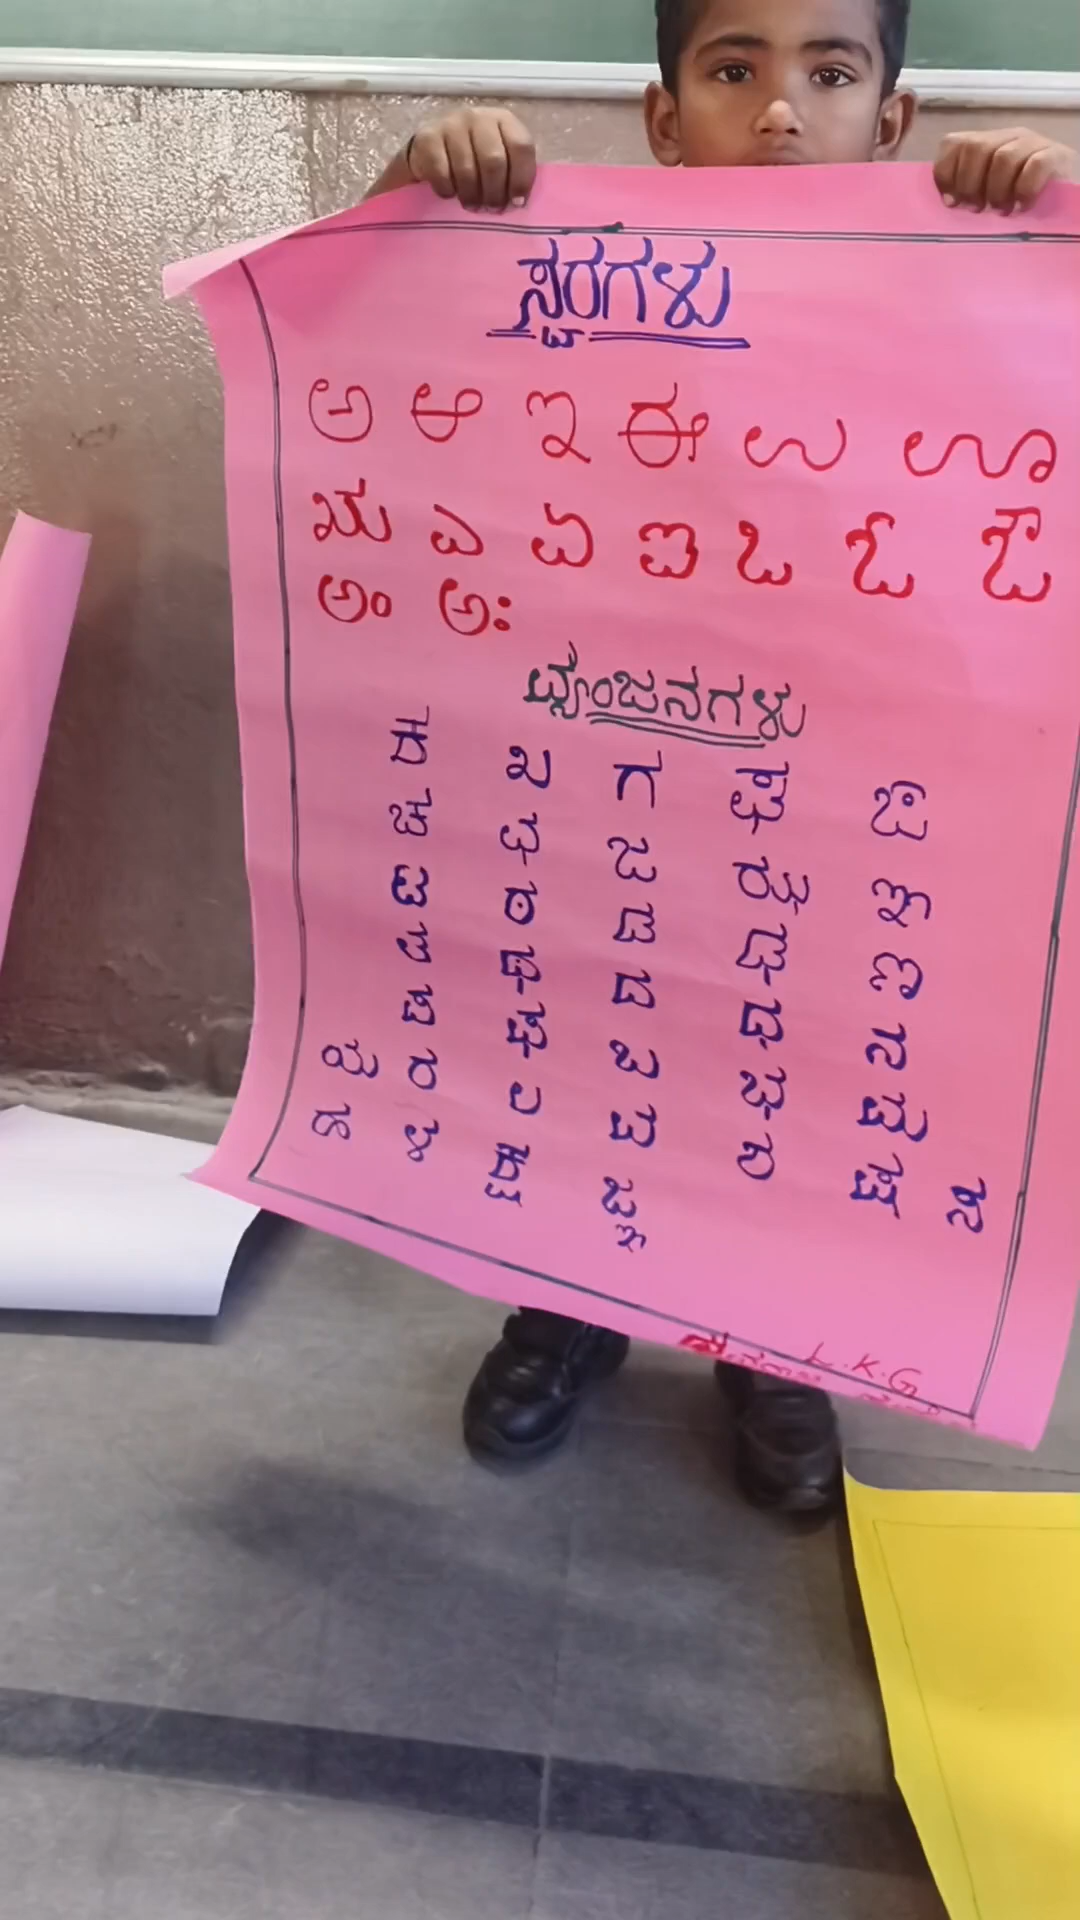 ಸ್ವರಗಳು
ಅ ಆ ಇ ಈ ಉ ಊ
ಋ ಎ ಏ ಐ ಒ ಓ ಔ
ಅಂ ಅಃ
ವ್ಯಂಜನಗಳು
ಕ ಖ ಗ ಘ ಙ
ಚ ಛ ಜ ಝ ಞ
ಟ ಠ ಡ ಢ ಣ
ತ ಥ ದ ಧ ನ
ಪ ಫ ಬ ಭ ಮ
ಯ ರ ಲ ವ ಶ ಷ ಸ
ಹ ಳ ಕ್ಷ ಜ್ಞ
L.K.G